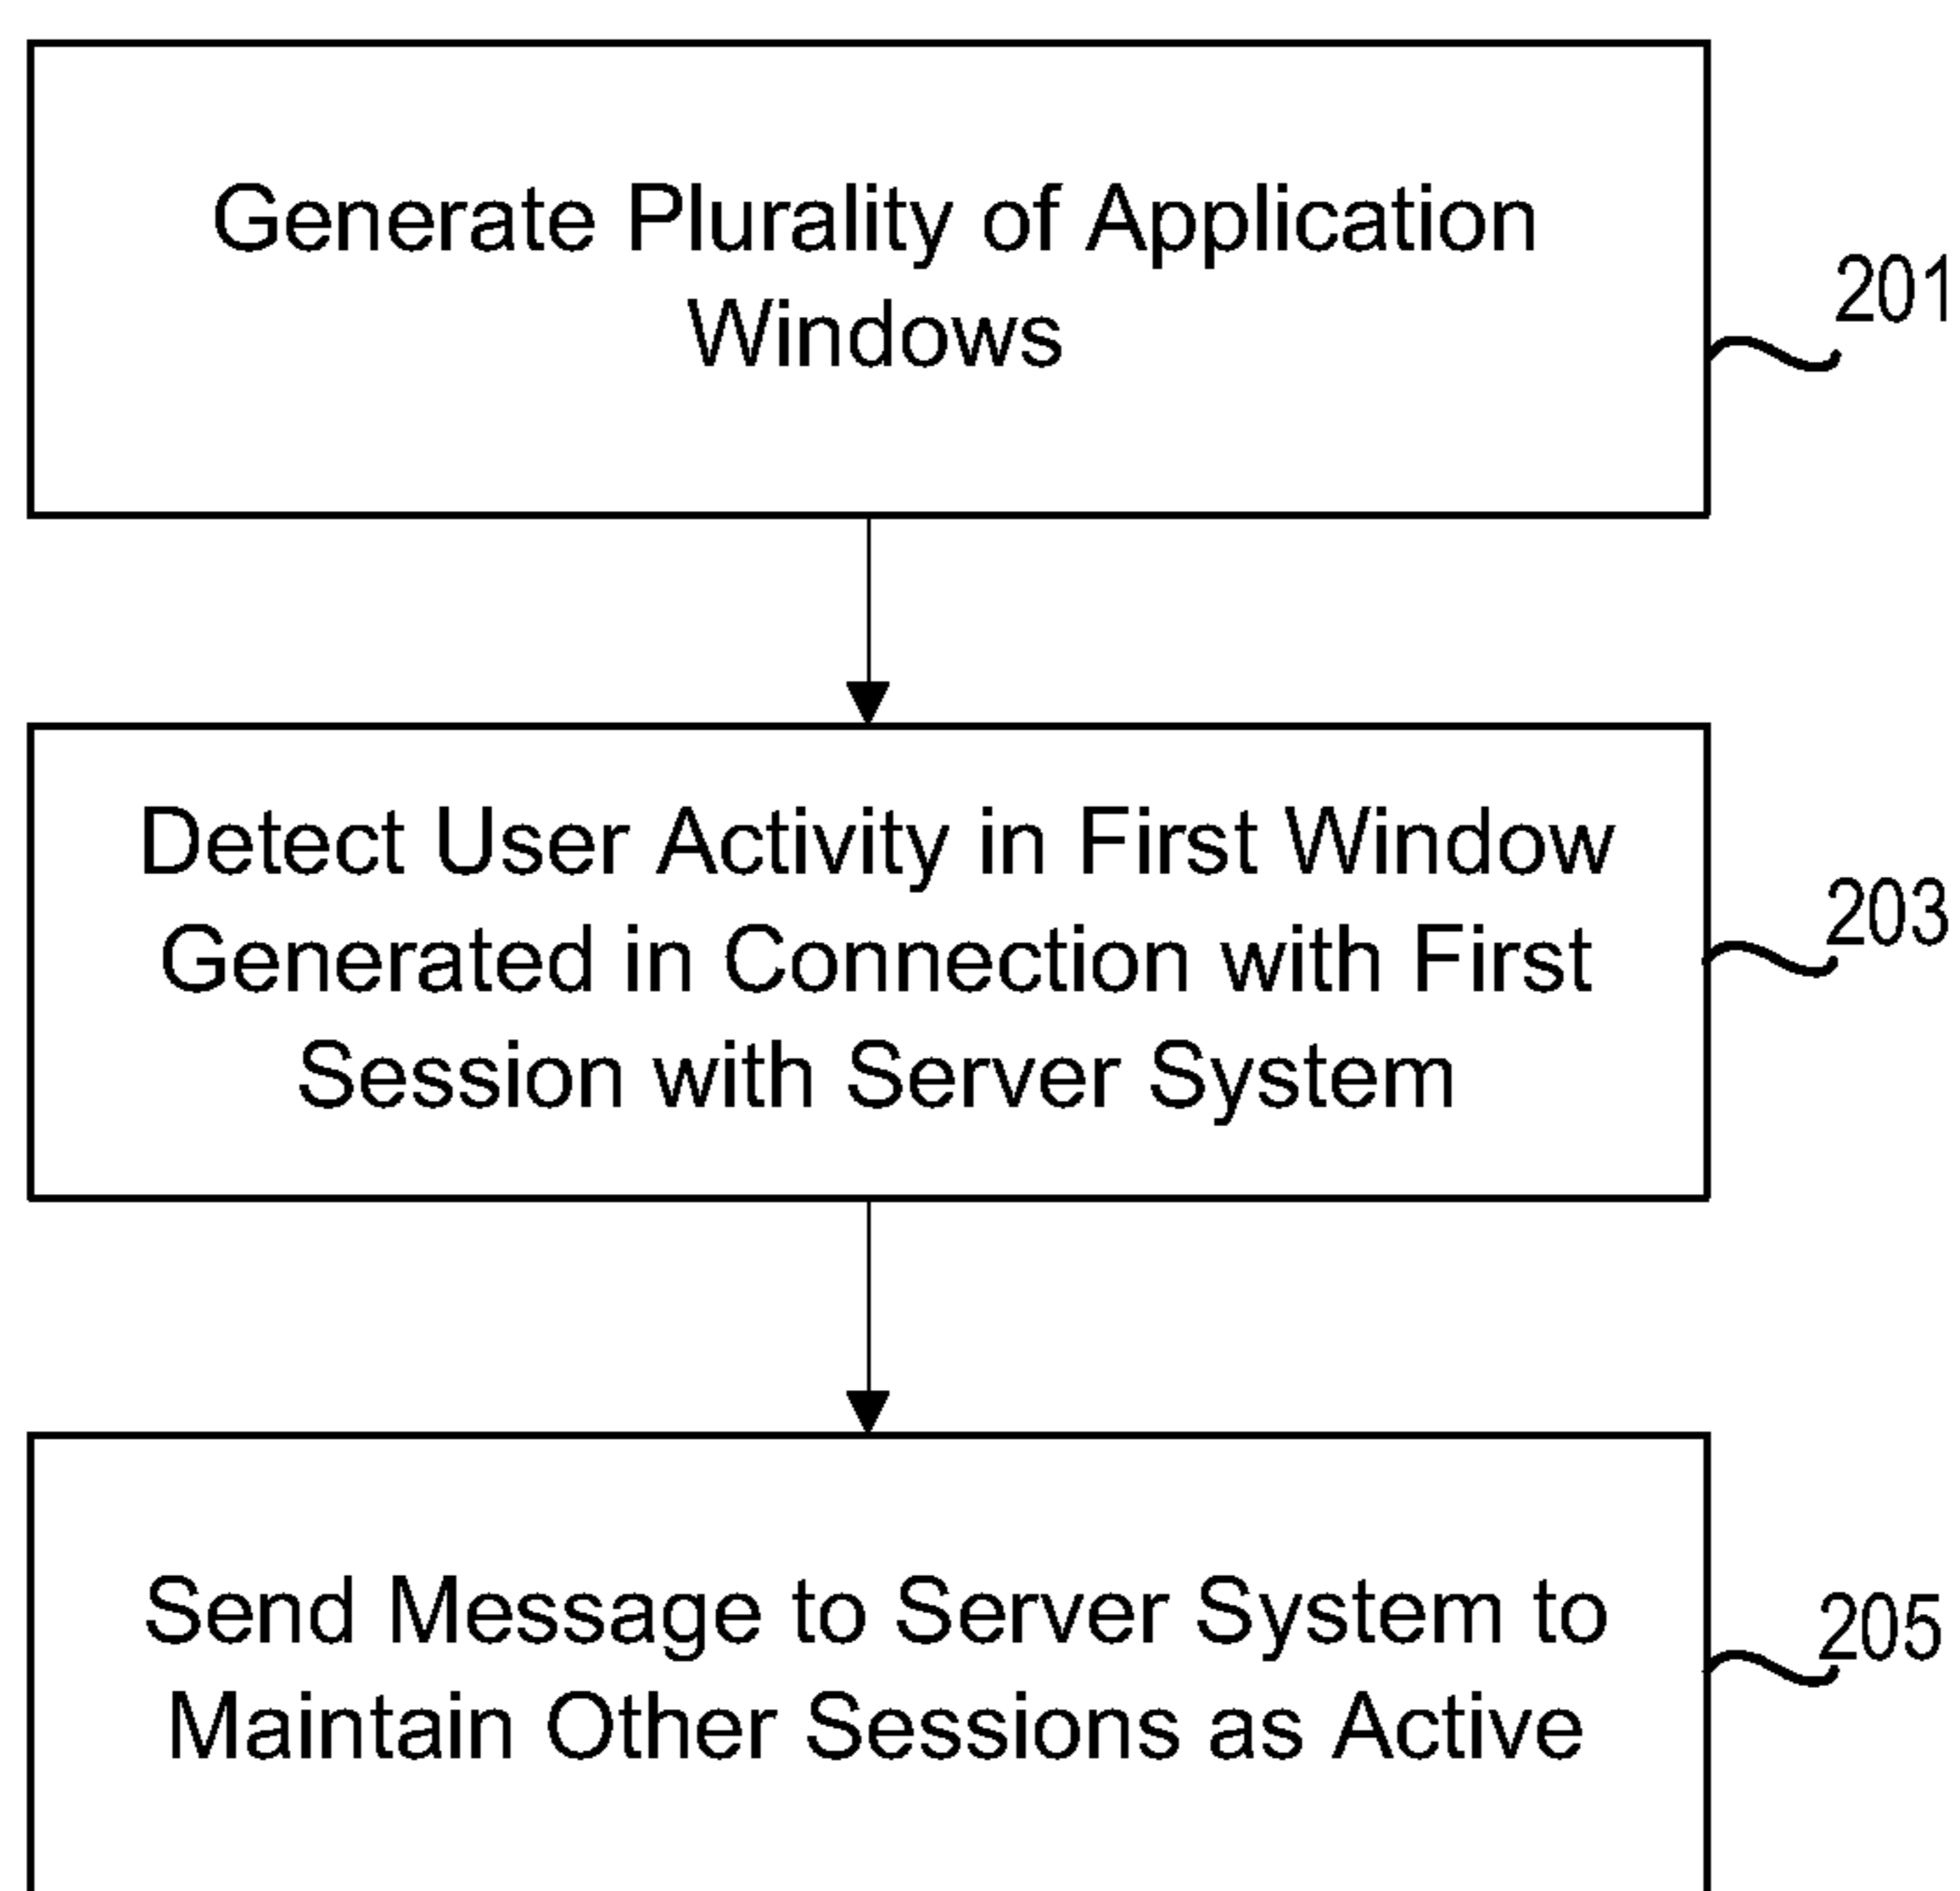 Generate Plurality of Application
Windows
201
Detect User Activity in First Window
Generated in Connection with First
Session with Server System
203
Send Message to Server System to
Maintain Other Sessions as Active
205